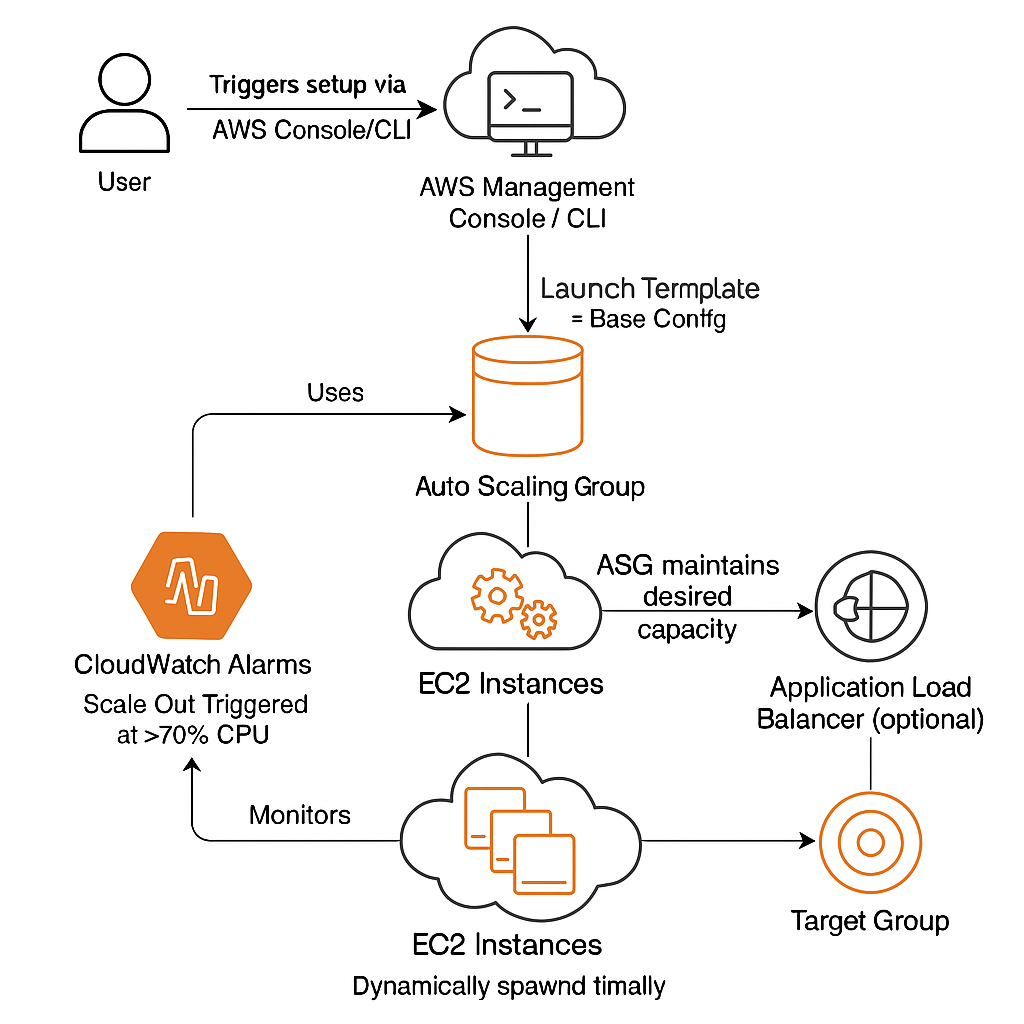 Triggers setup via
AWS Console/CLI
User
AWS Management
Console / CLI
Launch Termplate
= Base Contfg
Uses
Auto Scaling Group
ASG maintains
desired
capacity
CloudWatch Alarms
Scale Out Triggered
at >70% CPU
EC2 Instances
Application Load
Balancer (optional)
Monitors
Target Group
EC2 Instances
Dynamically spawnd timally